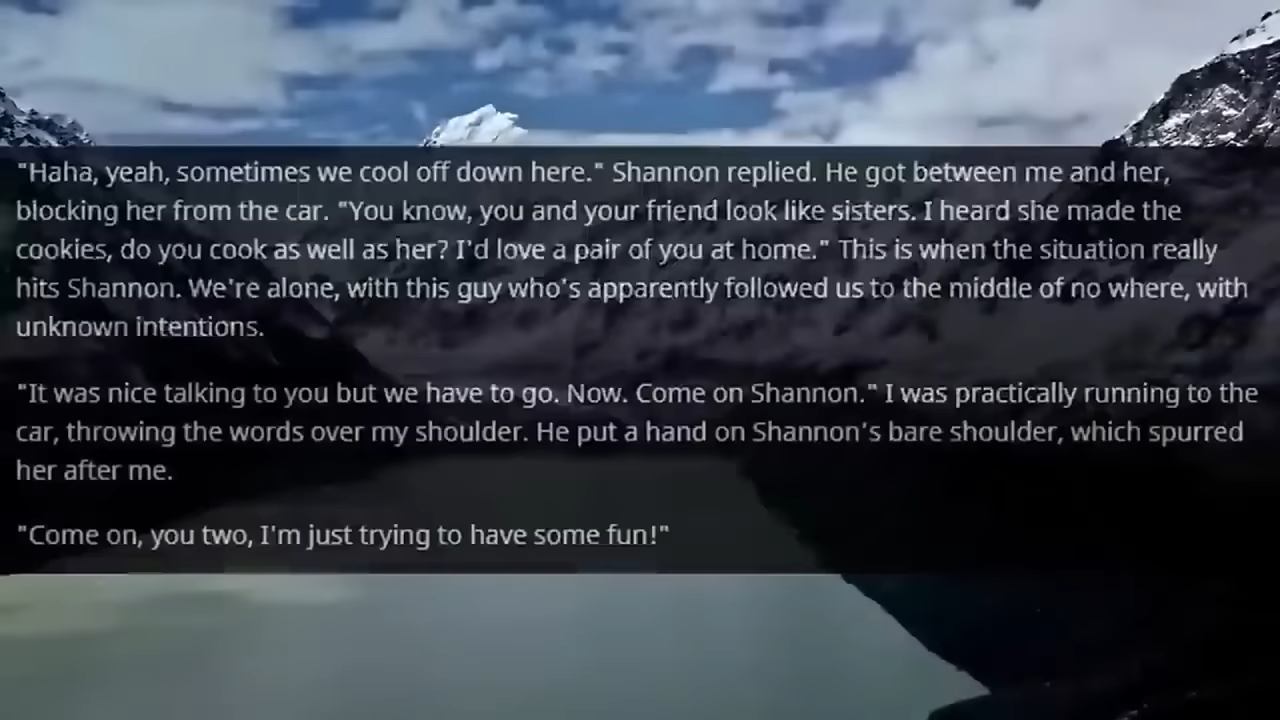 "Haha, yeah, sometimes we cool off down here." Shannon replied. He got between me and her,
blocking her from the car. "You know, you and your friend look like sisters. I heard she made the
cookies, do you cook as well as her? I'd love a pair of you at home." This is when the situation really
hits Shannon. We're alone, with this guy who's apparently followed us to the middle of no where, with
unknown intentions.
"It was nice talking to you but we have to go. Now. Come on Shannon." I was practically running to the
car, throwing the words over my shoulder. He put a hand on Shannon's bare shoulder, which spurred
her after me.
"Come on, you two, I'm just trying to have some fun!"